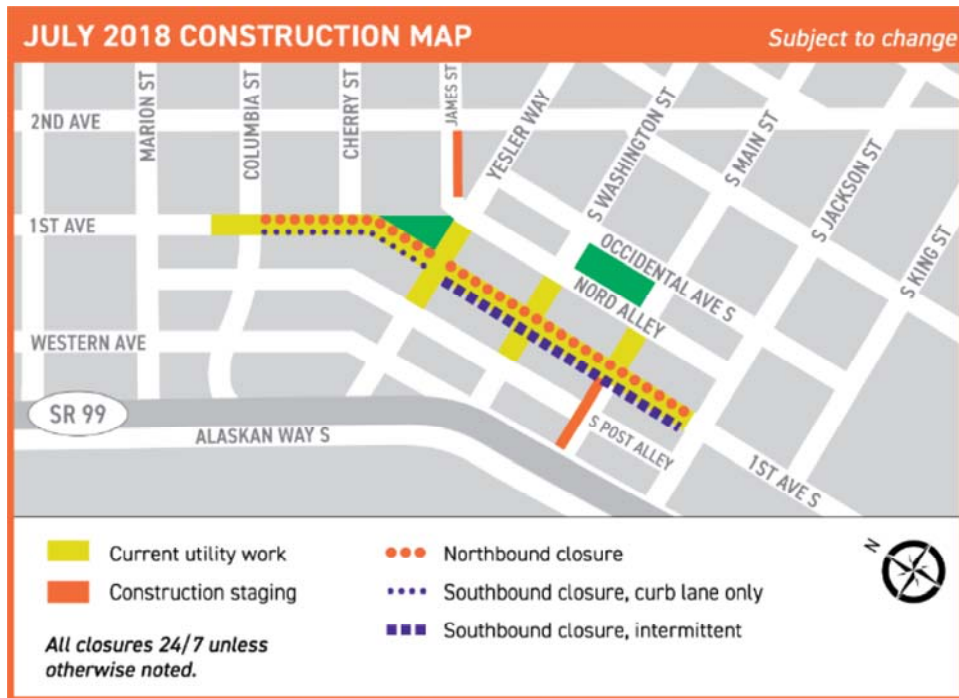 JULY 2018 CONSTRUCTION MAP
Subject to change
MARION ST
COLUMBIA ST
CHERRY ST
JAMES ST
2ND AVE
YESLER WAY
S WASHINGTON ST
S MAIN ST
S JACKSON ST
S KING ST
1ST AVE
OCCIDENTAL AVE S
NORD ALLEY
WESTERN AVE
SR 99
ALASKAN WAY S
S POST ALLEY
1ST AVE S
Current utility work
Construction staging
All closures 24/7 unless
otherwise noted.
Northbound closure
Southbound closure, curb lane only
Southbound closure, intermittent
N